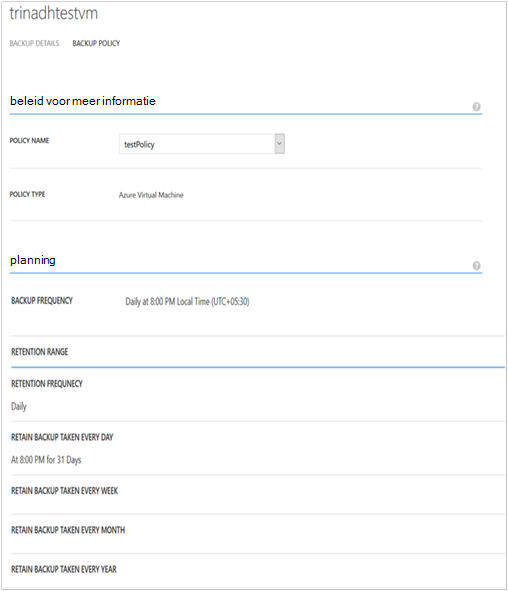 trinadhtestvm
BACKUP DETAILS BACKUP POLICY
beleid voor meer informatie
?
POLICY NAME testPolicy
POLICY TYPE Azure Virtual Machine
planning
?
BACKUP FREQUENCY Daily at 8:00 PM Local Time (UTC+05:30)
RETENTION RANGE
RETENTION FREQUNECY
Daily
RETAIN BACKUP TAKEN EVERY DAY
At 8:00 PM for 31 Days
RETAIN BACKUP TAKEN EVERY WEEK
RETAIN BACKUP TAKEN EVERY MONTH
RETAIN BACKUP TAKEN EVERY YEAR